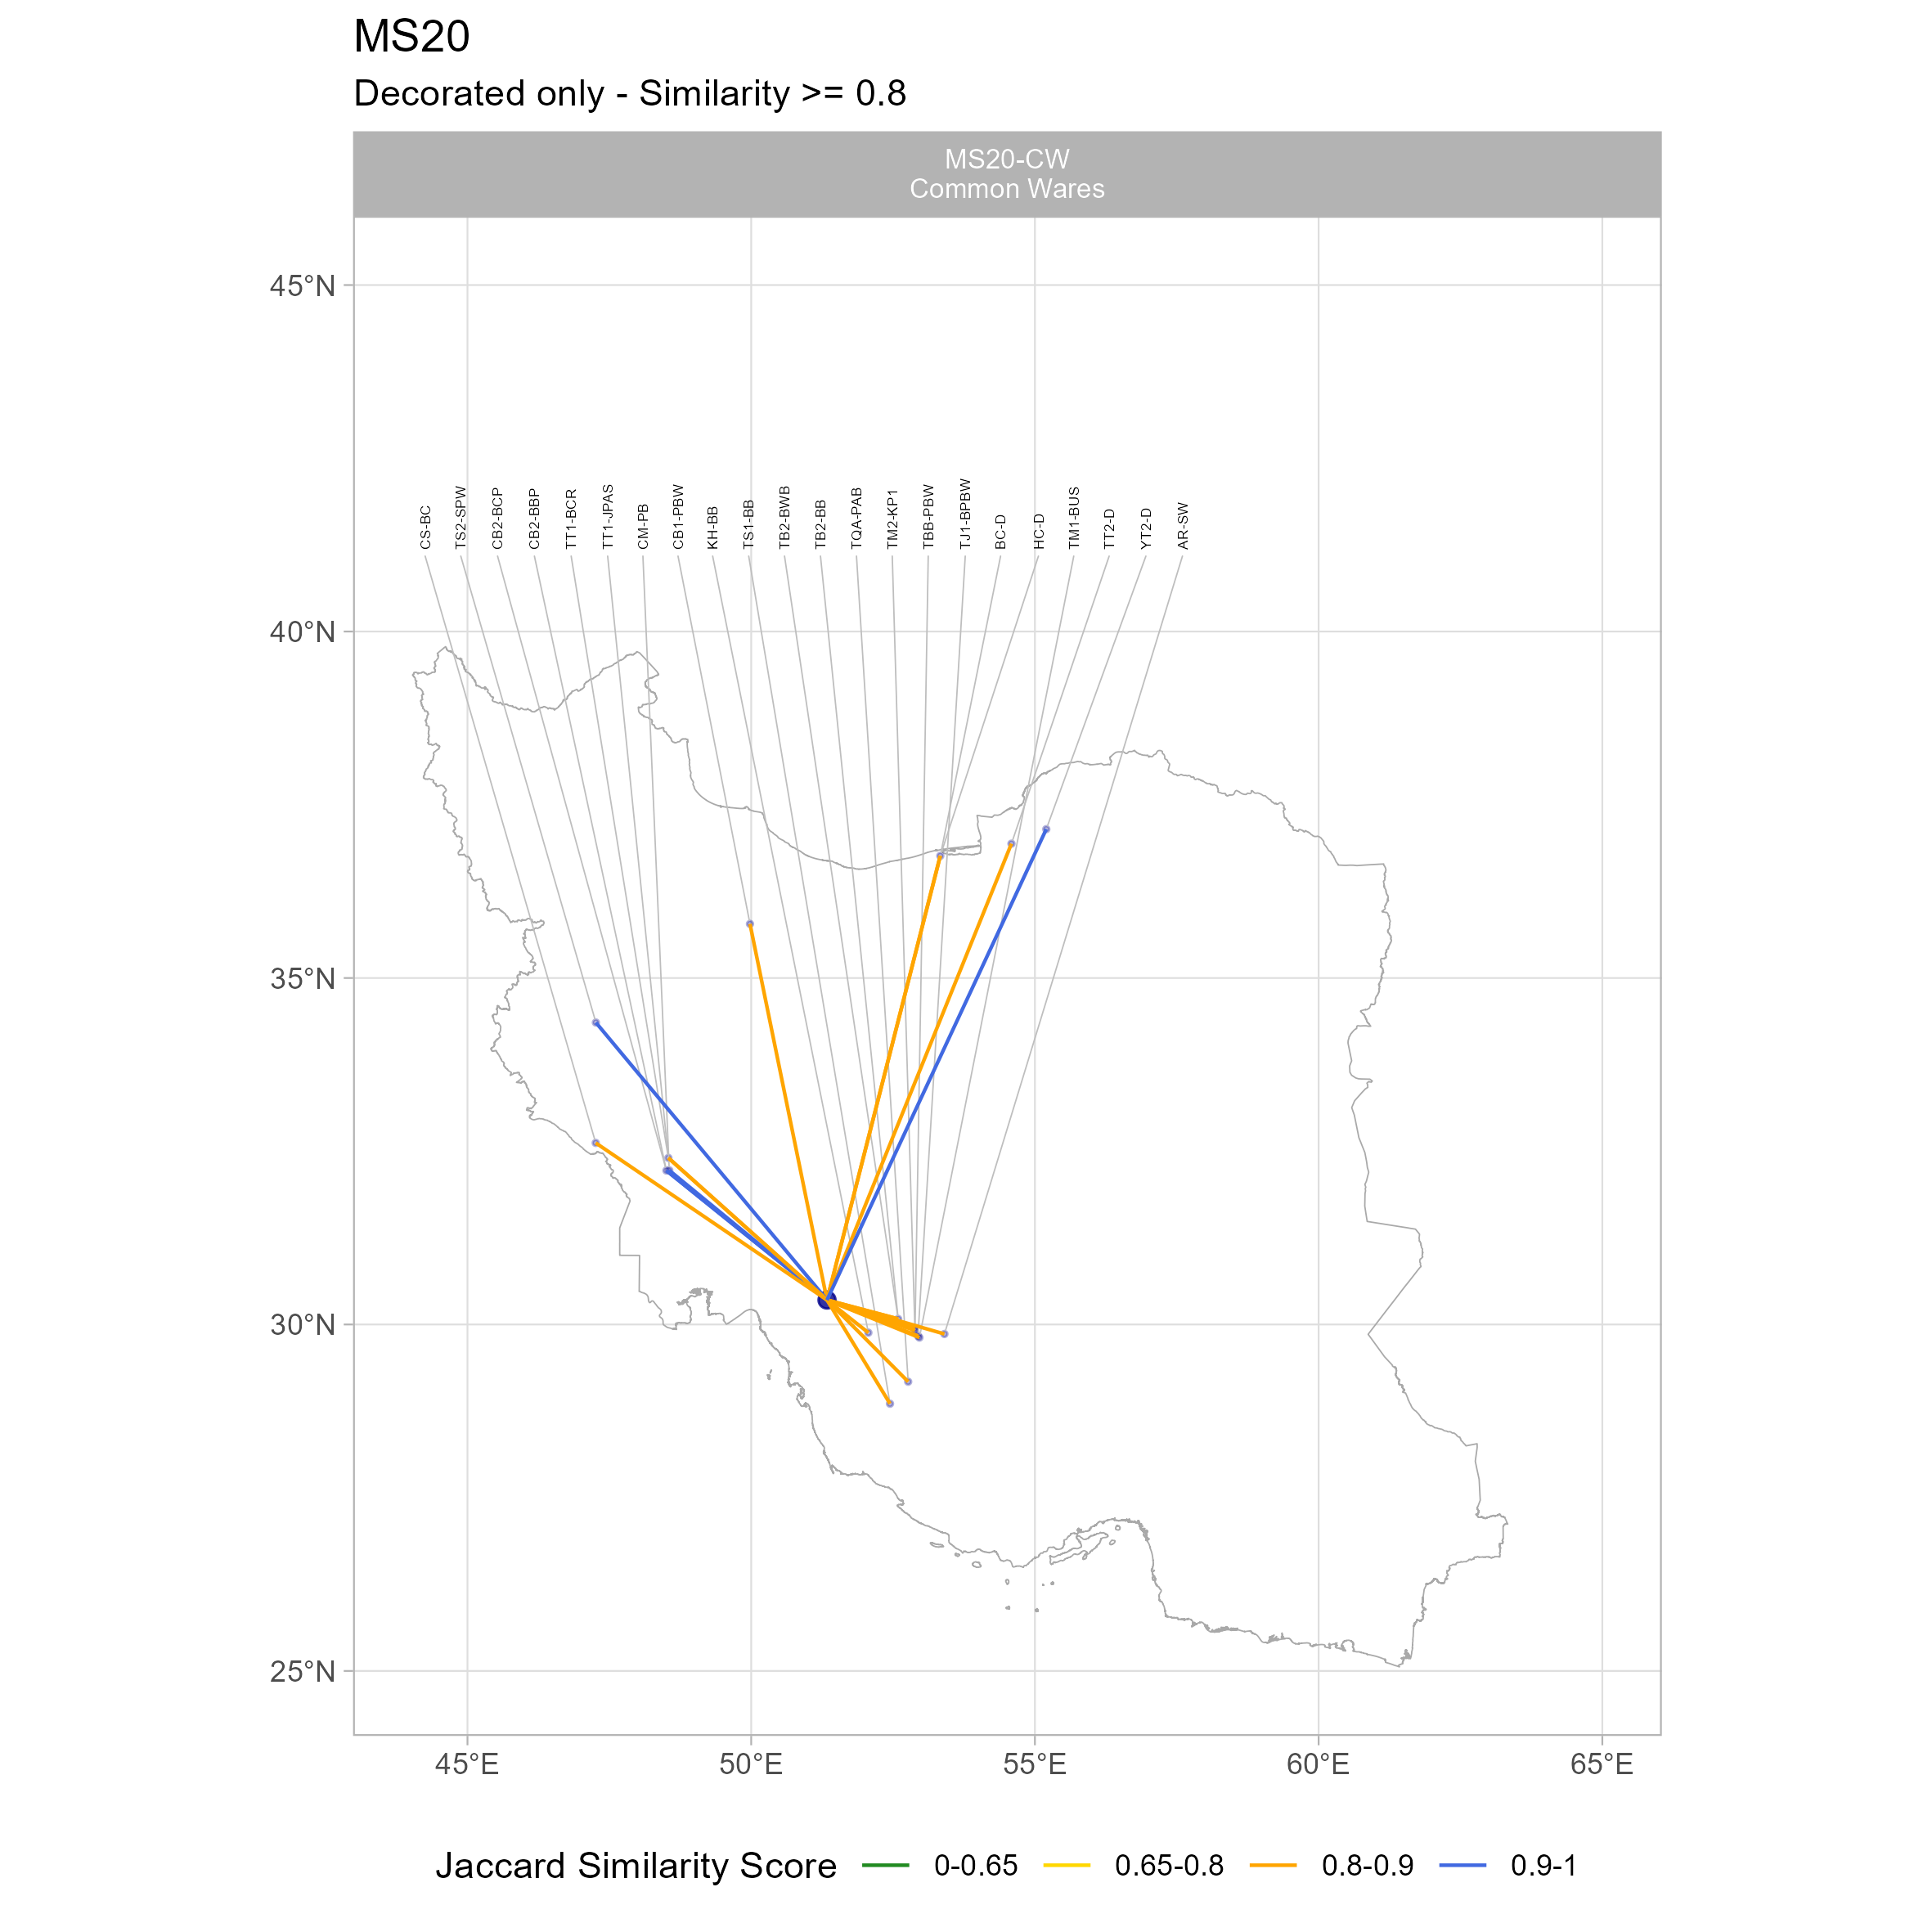 MS20
Decorated only - Similarity >= 0.8
MS20-CW
Common Wares
45°N
40°N
35°N
30°N
25°N
CS-BC
TS2-SPW
CB2-BCP
CB2-BBP
TT1-BCR
TT1-JPAS
CM-PB
CB1-PBW
KH-BB
TS1-BB
TB2-BWB
TB2-BB
TQA-PAB
TM2-KP1
TBB-PBW
TJ1-BPBW
BC-D
HC-D
TM1-BUS
TT2-D
YT2-D
AR-SW
45°E 50°E 55°E 60°E 65°E
Jaccard Similarity Score 0-0.65 0.65-0.8 0.8-0.9 0.9-1